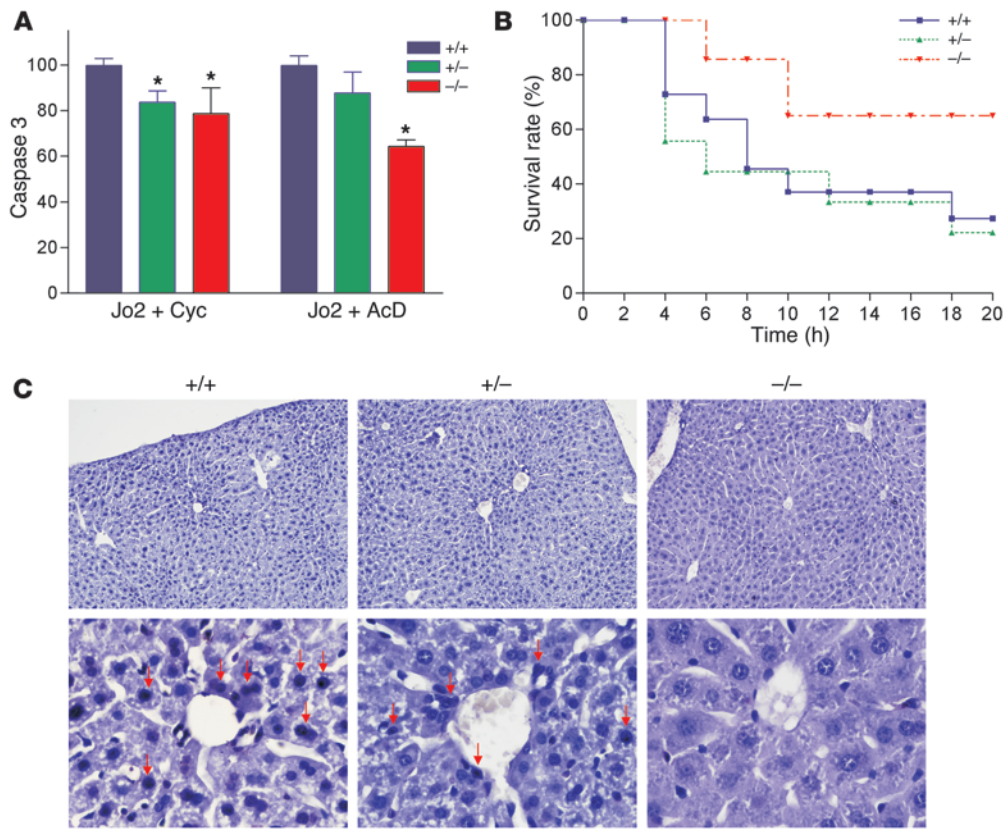 A
Caspase 3
100
80
60
40
20
0
* * *
+/+
+/–
–/–
Jo2 + Cyc Jo2 + AcD
B
Survival rate (%)
100
80
60
40
20
0
+/+
+/–
–/–
0 2 4 6 8 10 12 14 16 18 20
Time (h)
C
+/+ +/– –/–